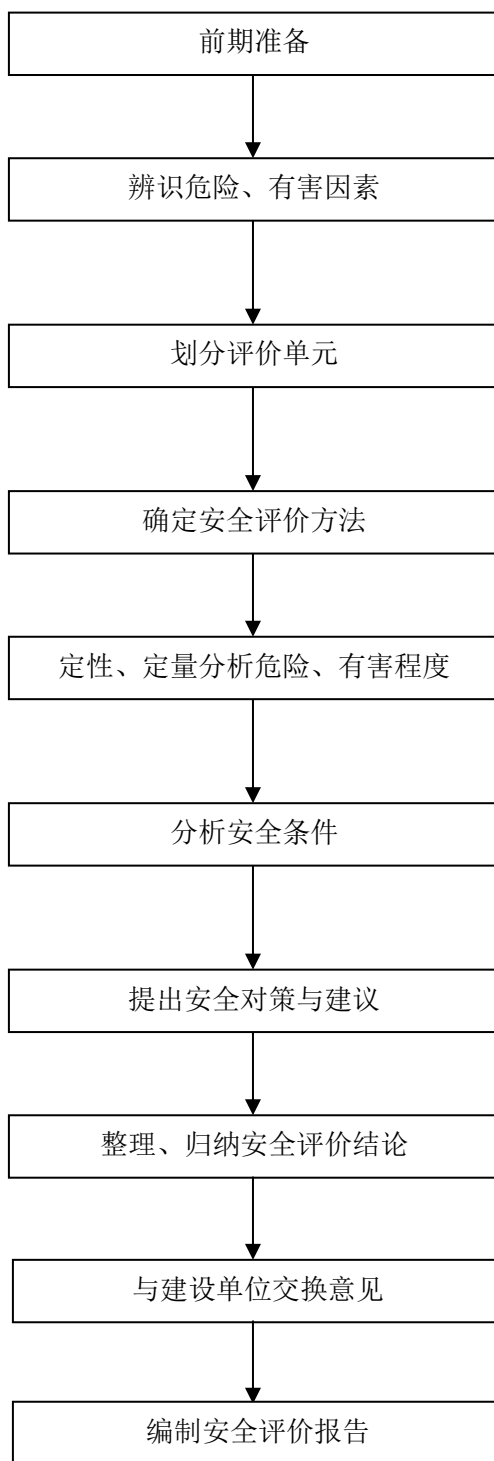 前期准备
辨识危险、有害因素
划分评价单元
确定安全评价方法
定性、定量分析危险、有害程度
分析安全条件
提出安全对策与建议
整理、归纳安全评价结论
与建设单位交换意见
编制安全评价报告